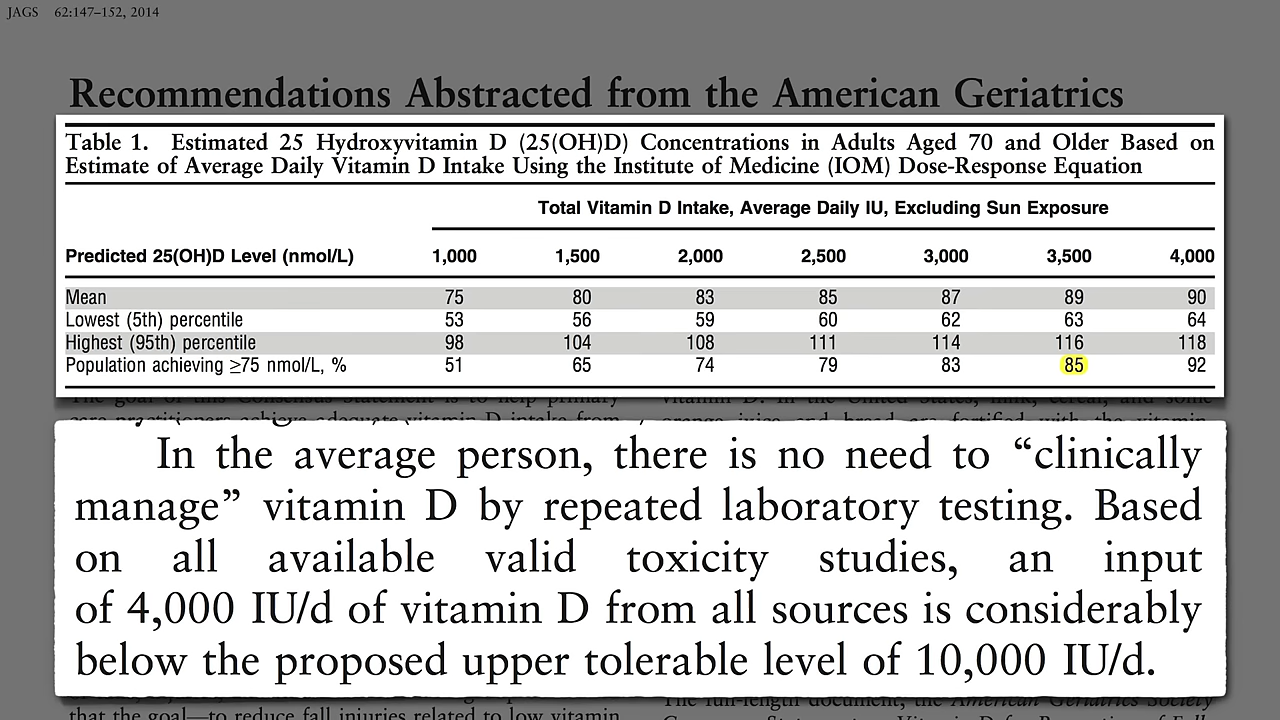 JAGS 62:147–152, 2014
Recommendations Abstracted from the American Geriatrics
Table 1. Estimated 25 Hydroxyvitamin D (25(OH)D) Concentrations in Adults Aged 70 and Older Based on
Estimate of Average Daily Vitamin D Intake Using the Institute of Medicine (IOM) Dose-Response Equation
Total Vitamin D Intake, Average Daily IU, Excluding Sun Exposure
Predicted 25(OH)D Level (nmol/L) 1,000 1,500 2,000 2,500 3,000 3,500 4,000
Mean 75 80 83 85 87 89 90
Lowest (5th) percentile 53 56 59 60 62 63 64
Highest (95th) percentile 98 104 108 111 114 116 118
Population achieving ≥75 nmol/L, % 51 65 74 79 83 85 92
In the average person, there is no need to “clinically
manage” vitamin D by repeated laboratory testing. Based
on all available valid toxicity studies, an input
of 4,000 IU/d of vitamin D from all sources is considerably
below the proposed upper tolerable level of 10,000 IU/d.
that the goal—to reduce fall injuries related to low vitamin